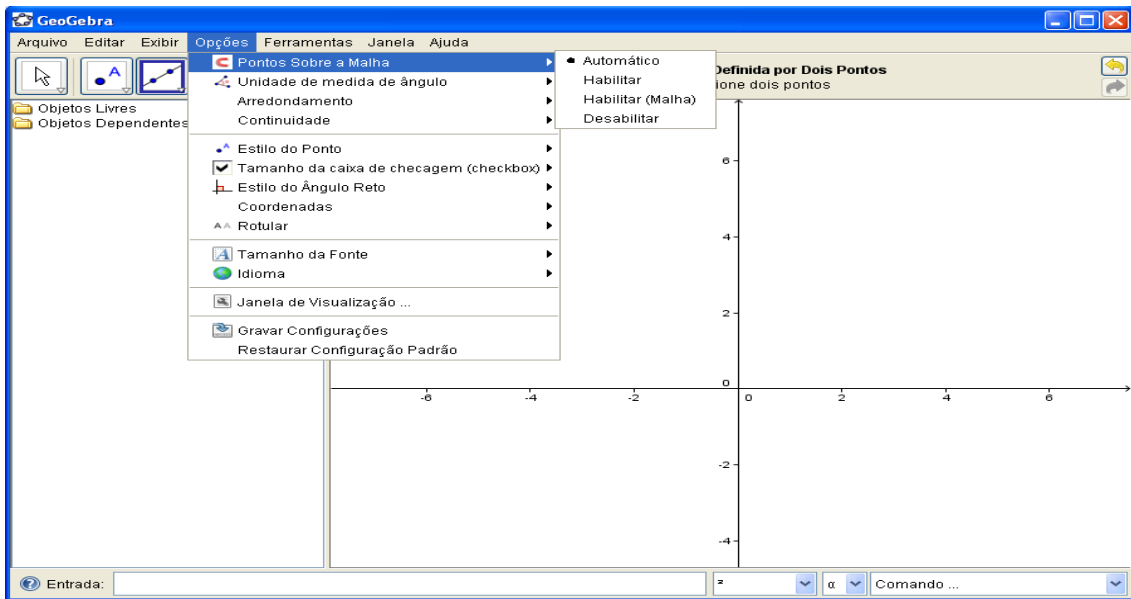 GeoGebra
Arquivo Editar Exibir Opções Ferramentas Janela Ajuda
A
Definida por Dois Pontos
ione dois pontos
Objetos Livres
Objetos Dependentes
Pontos Sobre a Malha
Unidade de medida de ângulo
Arredondamento
Continuidade
Estilo do Ponto
Tamanho da caixa de checagem (checkbox)
Estilo do Ângulo Reto
Coordenadas
Rotular
Tamanho da Fonte
Idioma
Janela de Visualização ...
Gravar Configurações
Restaurar Configuração Padrão
Automático
Habilitar
Habilitar (Malha)
Desabilitar
6
4
2
0
-6 -4 -2 0 2 4 6
-2
-4
Entrada: ² α Comando ...